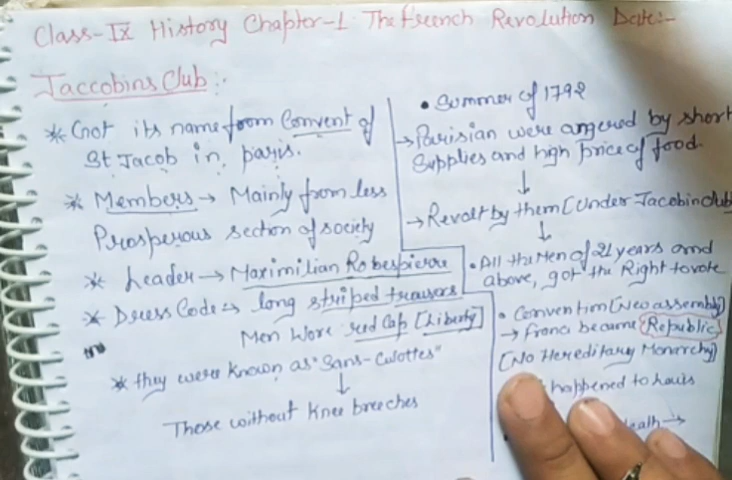 Class-IX History Chapter-1 The French Revolution Date:-
Jaccobins Club:-
* Got its name from Convent of
St Jacob in paris.
* Members → Mainly from less
Prosperous section of society
* Leader → Maximilian Robespierre
* Dress Code ⇒ long striped trousers
Men Wore red Cap [Liberty]
* they were known as "Sans-Culottes"
↓
Those without Knee breeches
• Summer of 1792
→ Parisian were angered by short
Supplies and high price of food
↓
→ Revolt by them [Under Jacobin club]
↓
• All the Men of 21 years and
above, got the Right to vote
• Convention [New assembly]
→ franc became Republic
[No Hereditary Monarchy]
happened to Louis
death →